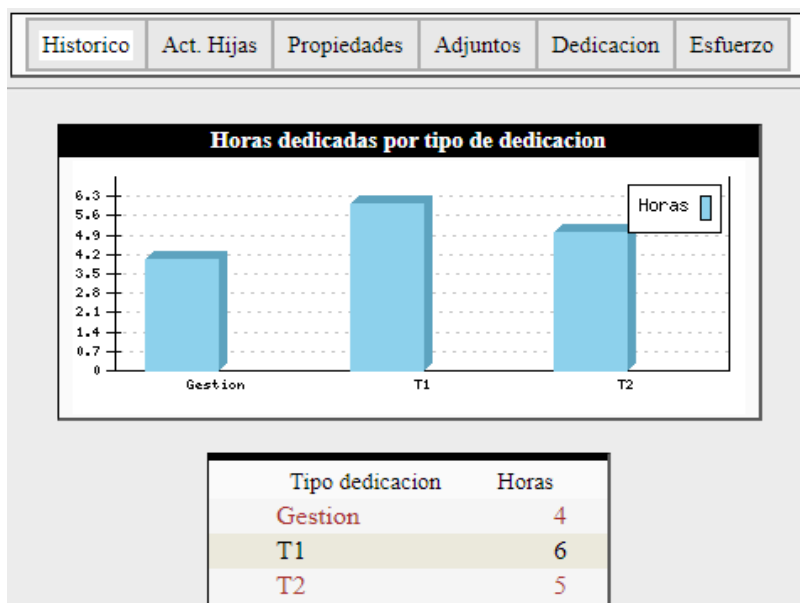 Historico Act. Hijas Propiedades Adjuntos Dedicacion Esfuerzo
Horas dedicadas por tipo de dedicacion
Horas
6.3
5.6
4.9
4.2
3.5
2.8
2.1
1.4
0.7
0
Gestion T1 T2
Tipo dedicacion Horas
Gestion 4
T1 6
T2 5